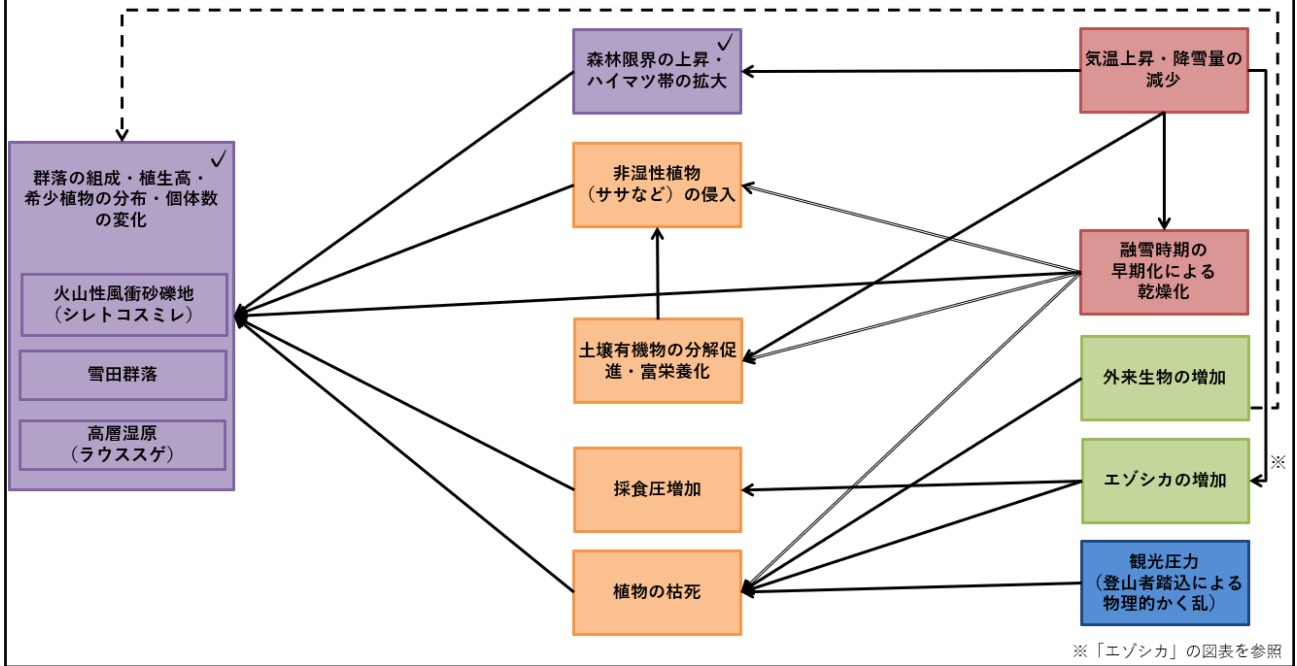 群落の組成・植生高・
希少植物の分布・個体数
の変化
火山性風衝砂礫地
（シレトコスミレ）
雪田群落
高層湿原
（ラウススゲ）
森林限界の上昇・
ハイマツ帯の拡大
非湿性植物
（ササなど）の侵入
土壌有機物の分解促
進・富栄養化
採食圧増加
植物の枯死
気温上昇・降雪量の
減少
融雪時期の
早期化による
乾燥化
外来生物の増加
エゾシカの増加
※
観光圧力
（登山者踏込による
物理的かく乱）
※「エゾシカ」の図表を参照